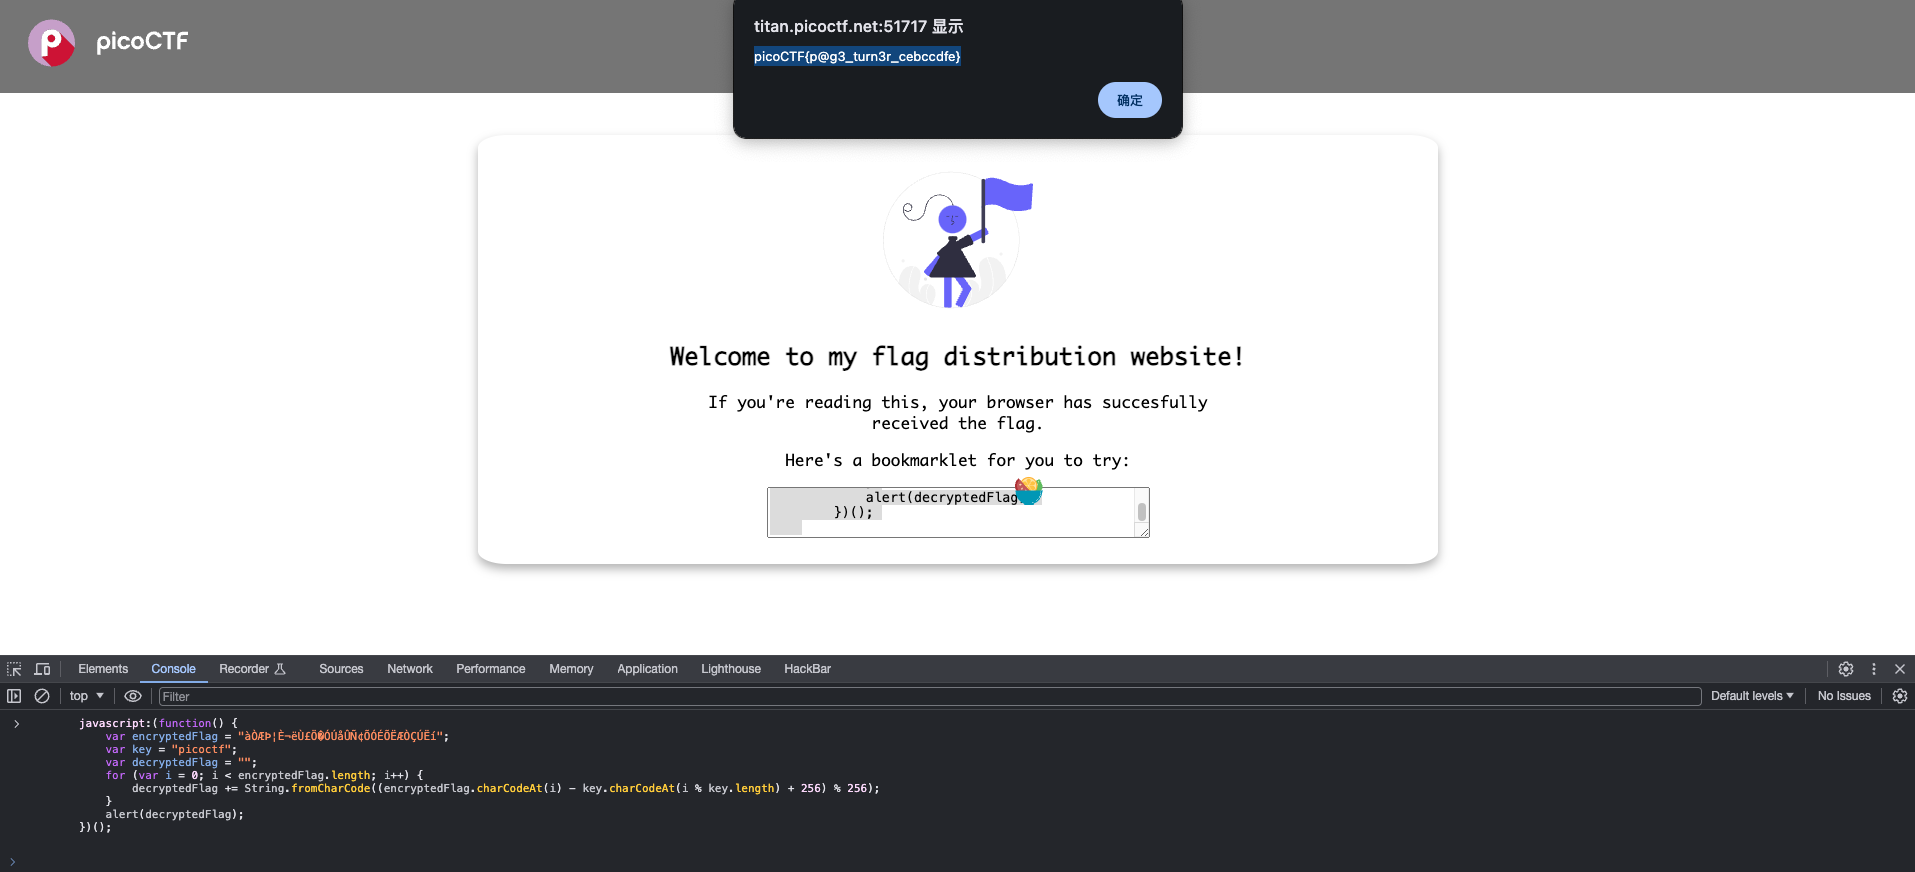 picoCTF
titan.picoctf.net:51717 显示
picoCTF{p@g3_turn3r_cebccdfe}
确定
Welcome to my flag distribution website!
If you're reading this, your browser has succesfully
received the flag.
Here's a bookmarklet for you to try:
alert(decryptedFlag
})();
Elements Console Recorder Sources Network Performance Memory Application Lighthouse HackBar
top Filter Default levels No Issues
javascript:(function() {
var encryptedFlag =
var key = "picoctf";
var decryptedFlag = "";
for (var i = 0; i < encryptedFlag.length; i++) {
decryptedFlag += String.fromCharCode((encryptedFlag.charCodeAt(i) - key.charCodeAt(i % key.length) + 256) % 256);
}
alert(decryptedFlag);
})();